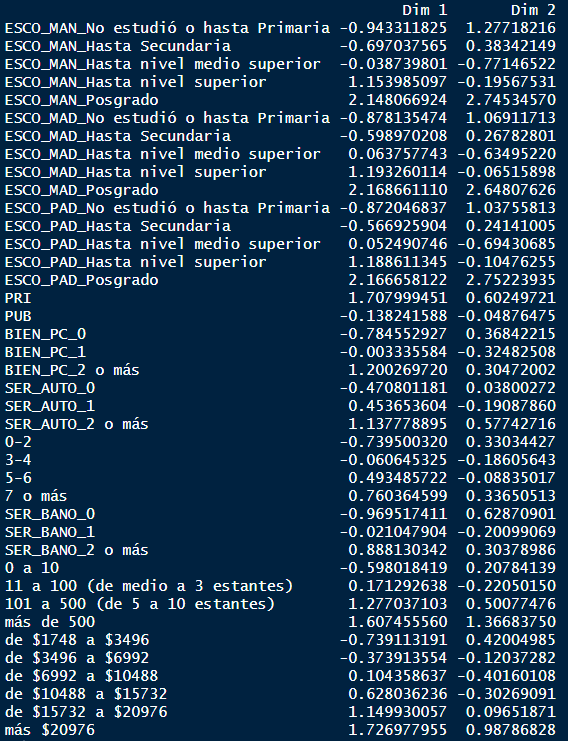 Dim 1 Dim 2
ESCO_MAN_No estudió o hasta Primaria -0.943311825 1.27718216
ESCO_MAN_Hasta Secundaria -0.697037565 0.38342149
ESCO_MAN_Hasta nivel medio superior -0.038739801 -0.77146522
ESCO_MAN_Hasta nivel superior 1.153985097 -0.19567531
ESCO_MAN_Posgrado 2.148066924 2.74534570
ESCO_MAD_No estudió o hasta Primaria -0.878135474 1.06911713
ESCO_MAD_Hasta Secundaria -0.598970208 0.26782801
ESCO_MAD_Hasta nivel medio superior 0.063757743 -0.63495220
ESCO_MAD_Hasta nivel superior 1.193260114 -0.06515898
ESCO_MAD_Posgrado 2.168661110 2.64807626
ESCO_PAD_No estudió o hasta Primaria -0.872046837 1.03755813
ESCO_PAD_Hasta Secundaria -0.566925904 0.24141005
ESCO_PAD_Hasta nivel medio superior 0.052490746 -0.69430685
ESCO_PAD_Hasta nivel superior 1.188611345 -0.10476255
ESCO_PAD_Posgrado 2.166658122 2.75223935
PRI 1.707999451 0.60249721
PUB -0.138241588 -0.04876475
BIEN_PC_0 -0.784552927 0.36842215
BIEN_PC_1 -0.003335584 -0.32482508
BIEN_PC_2 o más 1.200269720 0.30472002
SER_AUTO_0 -0.470801181 0.03800272
SER_AUTO_1 0.453653604 -0.19087860
SER_AUTO_2 o más 1.137778895 0.57742716
0-2 -0.739500320 0.33034427
3-4 -0.060645325 -0.18605643
5-6 0.493485722 -0.08835017
7 o más 0.760364599 0.33650513
SER_BANO_0 -0.969517411 0.62870901
SER_BANO_1 -0.021047904 -0.20099069
SER_BANO_2 o más 0.888130342 0.30378986
0 a 10 -0.598018419 0.20784139
11 a 100 (de medio a 3 estantes) 0.171292638 -0.22050150
101 a 500 (de 5 a 10 estantes) 1.277037103 0.50077476
más de 500 1.607455560 1.36683750
de $1748 a $3496 -0.739113191 0.42004985
de $3496 a $6992 -0.373913554 -0.12037282
de $6992 a $10488 0.104358637 -0.40160108
de $10488 a $15732 0.628036236 -0.30269091
de $15732 a $20976 1.149930057 0.09651871
más $20976 1.726977955 0.98786828